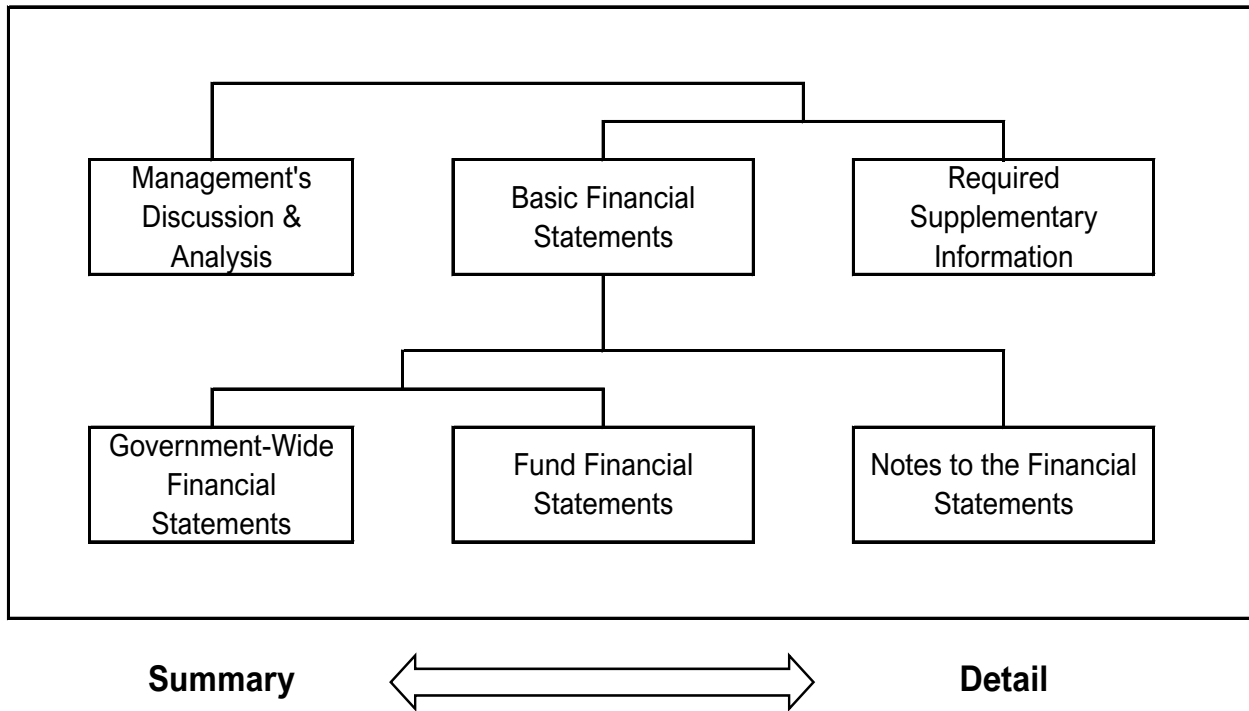 Management's
Discussion &
Analysis
Basic Financial
Statements
Required
Supplementary
Information
Government-Wide
Financial
Statements
Fund Financial
Statements
Notes to the Financial
Statements
Summary
Detail